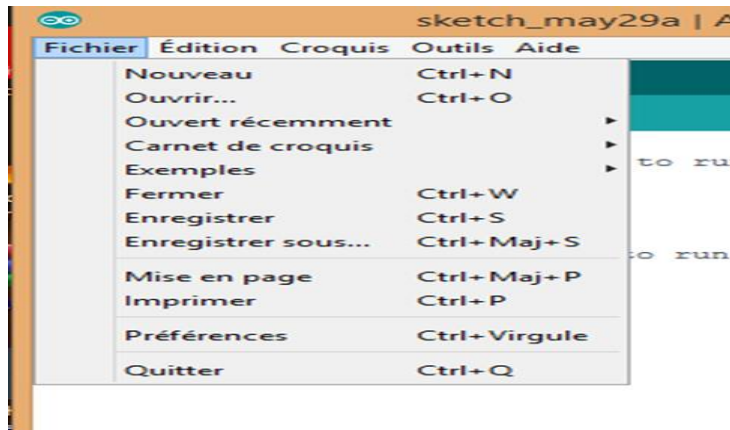 sketch_may29a | A
Fichier Édition Croquis Outils Aide
Nouveau Ctrl+N
Ouvrir... Ctrl+O
Ouvert récemment
Carnet de croquis
Exemples
to ru
Fermer Ctrl+W
Enregistrer Ctrl+S
Enregistrer sous... Ctrl+Maj+S
to run
Mise en page Ctrl+Maj+P
Imprimer Ctrl+P
Préférences Ctrl+Virgule
Quitter Ctrl+Q